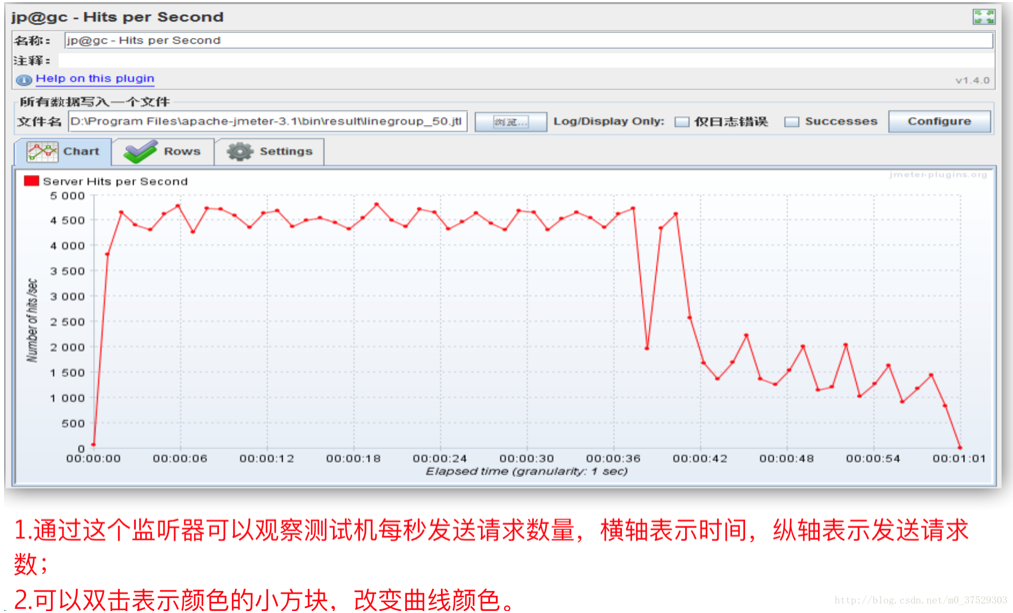 jp@gc - Hits per Second
名称: jp@gc - Hits per Second
注释:
Help on this plugin v1.4.0
所有数据写入一个文件
文件名 D:\Program Files\apache-jmeter-3.1\bin\result\linegroup_50.jtl 浏览... Log/Display Only: 仅日志错误 Successes Configure
Chart Rows Settings
jmeter-plugins.org
Server Hits per Second
5 000
4 500
4 000
3 500
3 000
2 500
2 000
1 500
1 000
500
0
Number of hits /sec
00:00:00 00:00:06 00:00:12 00:00:18 00:00:24 00:00:30 00:00:36 00:00:42 00:00:48 00:00:54 00:01:01
Elapsed time (granularity: 1 sec)
1.通过这个监听器可以观察测试机每秒发送请求数量，横轴表示时间，纵轴表示发送请求
数；
2.可以双击表示颜色的小方块，改变曲线颜色。
http://blog.csdn.net/m0_37529303